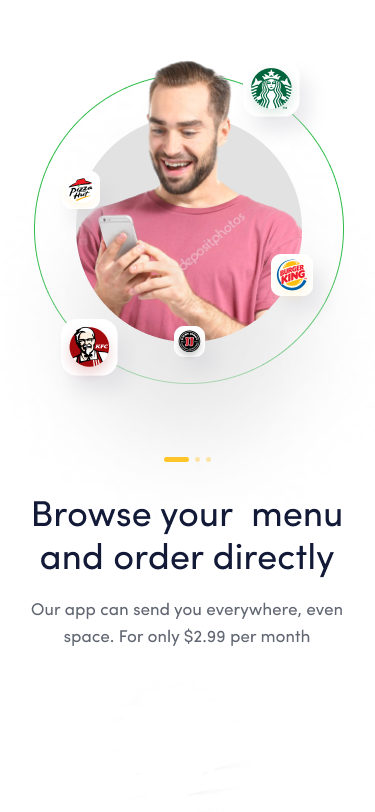 Pizza
Hut
depositphotos
BURGER
KING
KFC
Browse your  menu
and order directly
Our app can send you everywhere, even
space. For only $2.99 per month